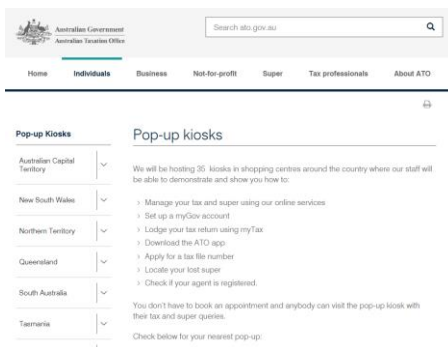 Australian Government
Australian Taxation Office
Search ato.gov.au
Home Individuals Business Not-for-profit Super Tax professionals About ATO
Pop-up Kiosks
Australian Capital
Territory
New South Wales
Northern Territory
Queensland
South Australia
Tasmania
Pop-up kiosks
We will be hosting 35 kiosks in shopping centres around the country where our staff will
be able to demonstrate and show you how to:
Manage your tax and super using our online services
Set up a myGov account
Lodge your tax return using myTax
Download the ATO app
Apply for a tax file number
Locate your lost super
Check if your agent is registered.
You don't have to book an appointment and anybody can visit the pop-up kiosk with
their tax and super queries.
Check below for your nearest pop-up: